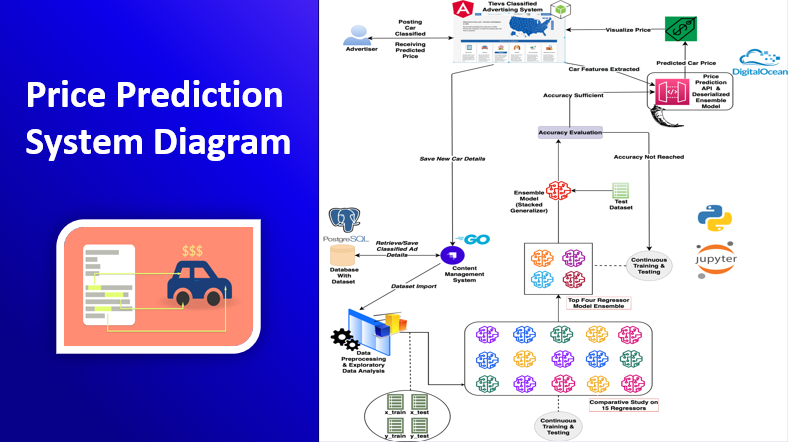 Price Prediction
System Diagram
$$$
Tievs Classified
Advertising System
Posting
Car
Classified
Receiving
Predicted
Price
Advertiser
Visualize Price
Predicted Car Price
Car Features Extracted
Price
Prediction
API &
Deserialized
Ensemble
Model
DigitalOcean
Accuracy Sufficient
Accuracy Evaluation
Accuracy Not Reached
Save New Car Details
Ensemble
Model
(Stacked
Generalizer)
Test
Dataset
PostgreSQL
Retrieve/Save
Classified Ad
Details
GO
Database
With
Dataset
Content
Management
System
Continuous
Training &
Testing
jupyter
Dataset Import
Top Four Regressor
Model Ensemble
Data
Preprocessing
& Exploratory
Data Analysis
Comparative Study on
15 Regressors
x_train
x_test
y_train
y_test
Continuous
Training &
Testing